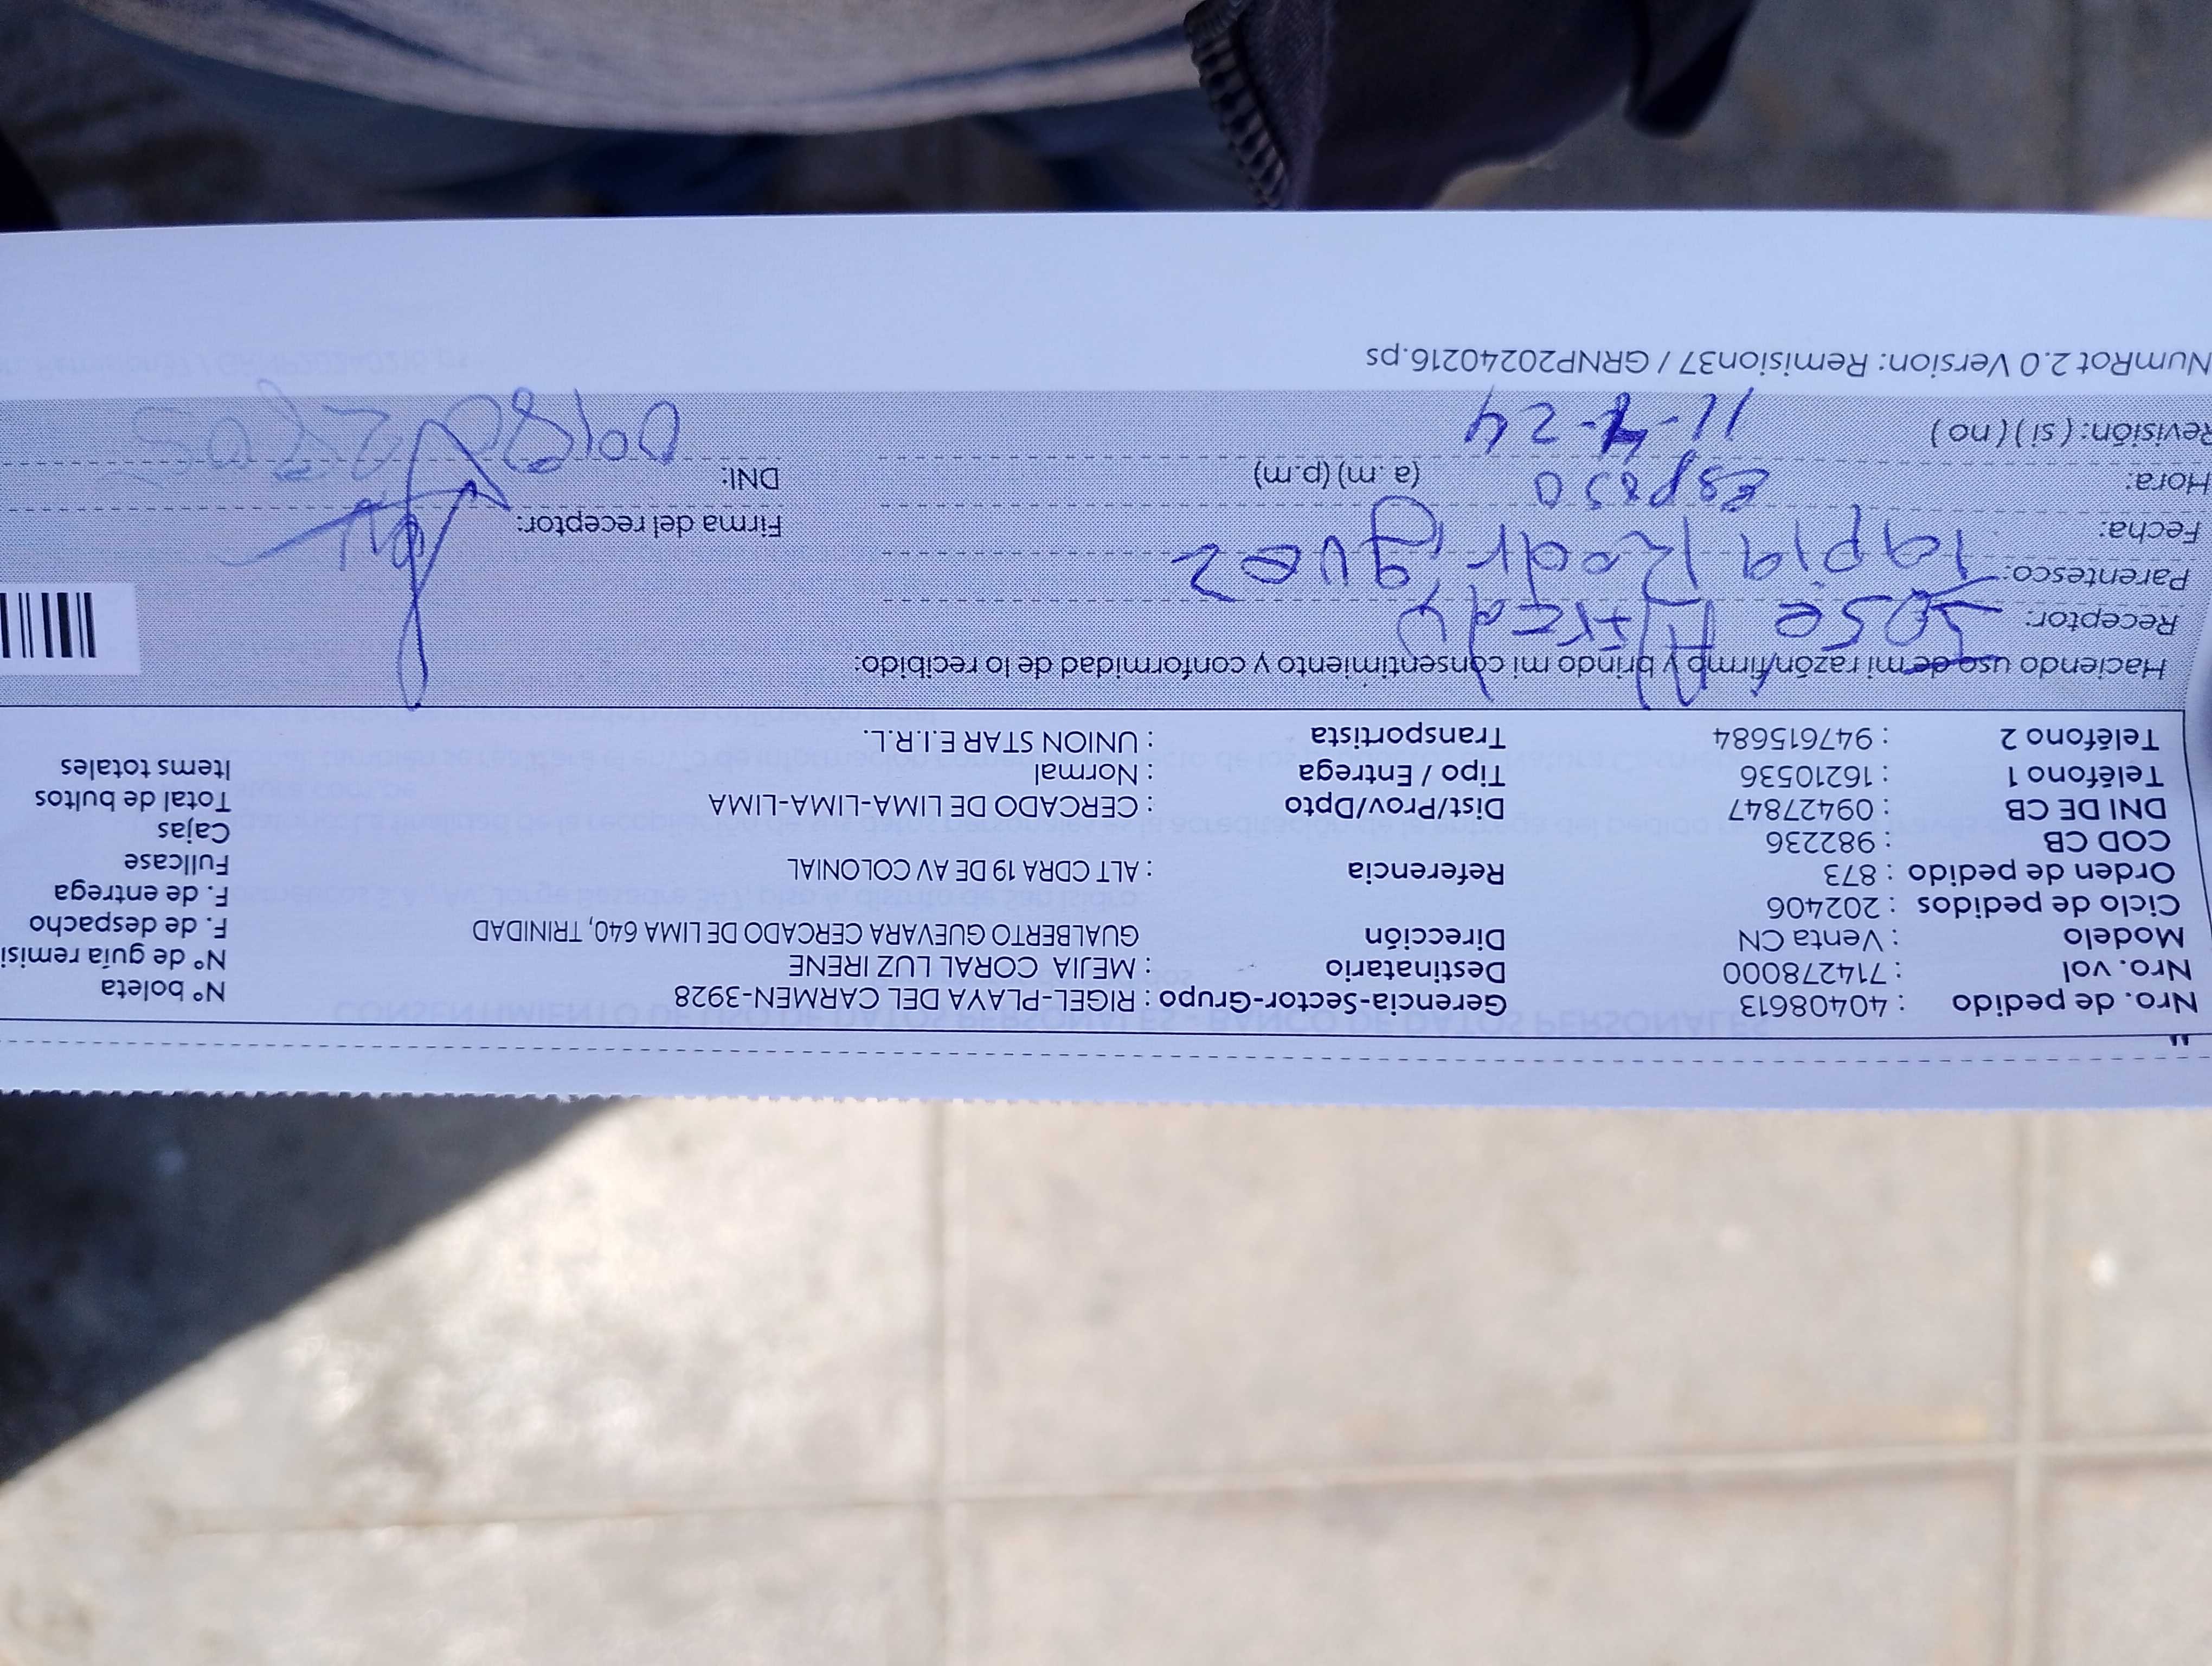 Nro. de pedido : 40408613 Gerencia-Sector-Grupo : RIGEL-PLAYA DEL CARMEN-3928 N° boleta
Nro. vol : 714278000 Destinatario : MEJIA CORAL LUZ IRENE N° de guía remisi
Modelo : Venta CN Dirección GUALBERTO GUEVARA CERCADO DE LIMA 640, TRINIDAD F. de despacho
Ciclo de pedidos : 202406 F. de entrega
Orden de pedido : 873 Referencia : ALT CDRA 19 DE AV COLONIAL Fullcase
COD CB : 982236 Cajas
DNI DE CB : 09427847 Dist/Prov/Dpto : CERCADO DE LIMA-LIMA-LIMA Total de bultos
Teléfono 1 : 16210536 Tipo / Entrega : Normal Items totales
Teléfono 2 : 947615684 Transportista : UNION STAR E.I.R.L.
Haciendo uso de mi razón firmo y brindo mi consentimiento y conformidad de lo recibido:
Receptor: Jose Alfredo
Parentesco: Tapia Rodriguez
Fecha: Firma del receptor:
Hora: esposo (a. m) (p.m) DNI:
Revisión: ( si ) ( no ) 11-4-24
NumRot 2.0 Version: Remision37 / GRNP20240216.ps